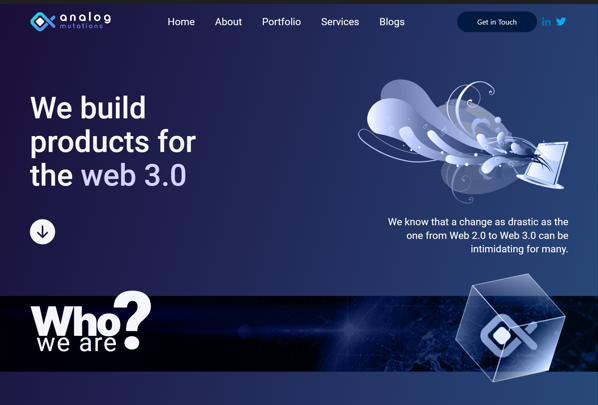 analog
mutations
Home About Portfolio Services Blogs
Get in Touch
in
We build
products for
the web 3.0
We know that a change as drastic as the
one from Web 2.0 to Web 3.0 can be
intimidating for many.
Who?
we are